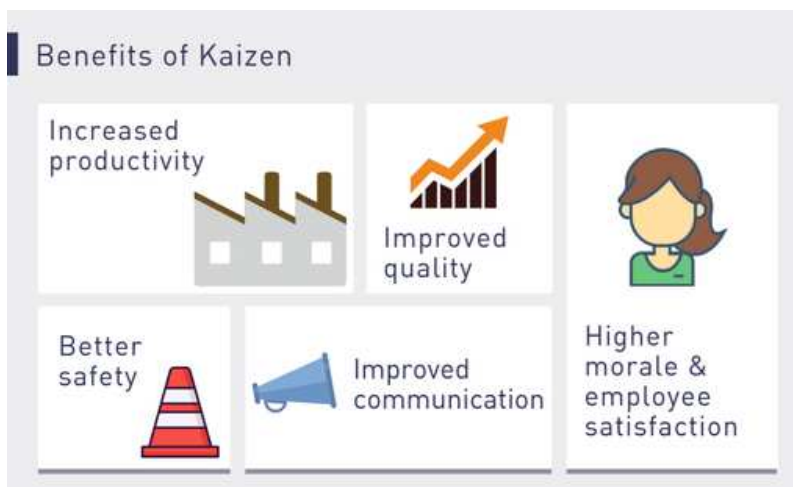 Benefits of Kaizen
Increased
productivity
Improved
quality
Higher
morale &
employee
satisfaction
Better
safety
Improved
communication